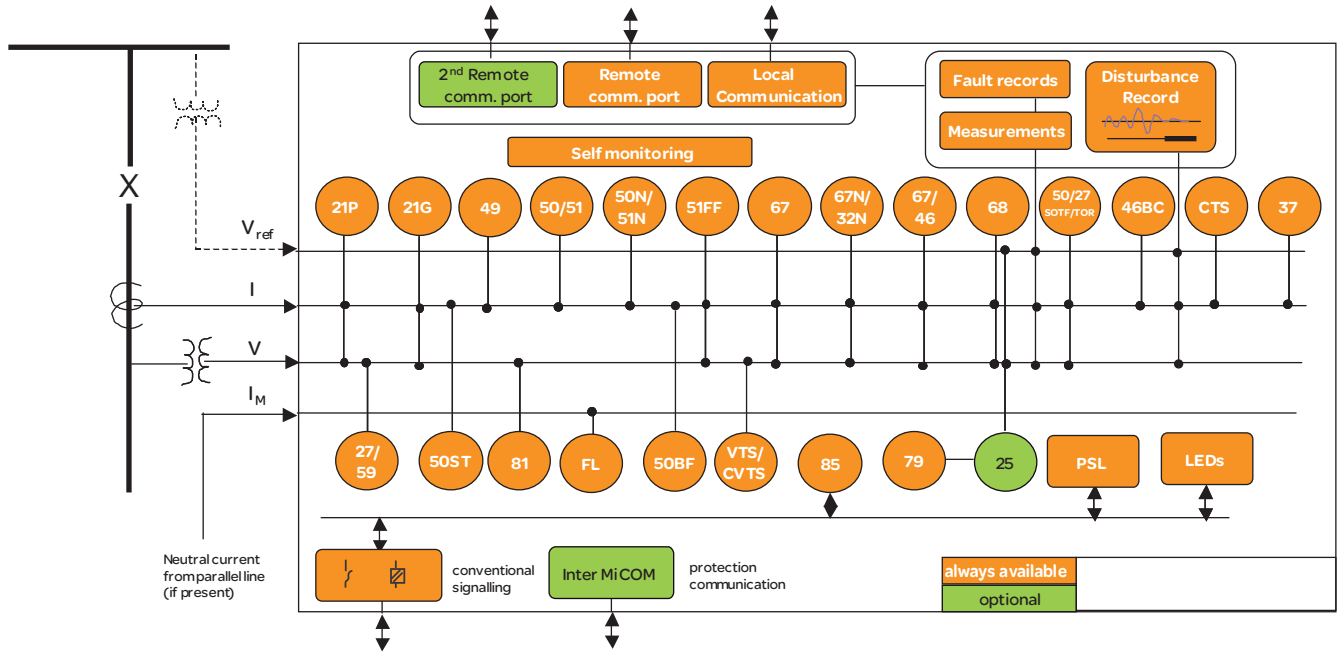 2nd Remote
comm. port
Remote
comm. port
Local
Communication
Fault records
Measurements
Disturbance
Record
Self monitoring
X
21P
21G
49
50/51
50N/
51N
51FF
67
67N/
32N
67/
46
68
50/27
SOTF/TOR
46BC
CTS
37
Vref
I
V
IM
27/
59
50ST
81
FL
50BF
VTS/
CVTS
85
79
25
PSL
LEDs
Neutral current
from parallel line
(if present)
conventional
signalling
Inter MiCOM
protection
communication
always available
optional